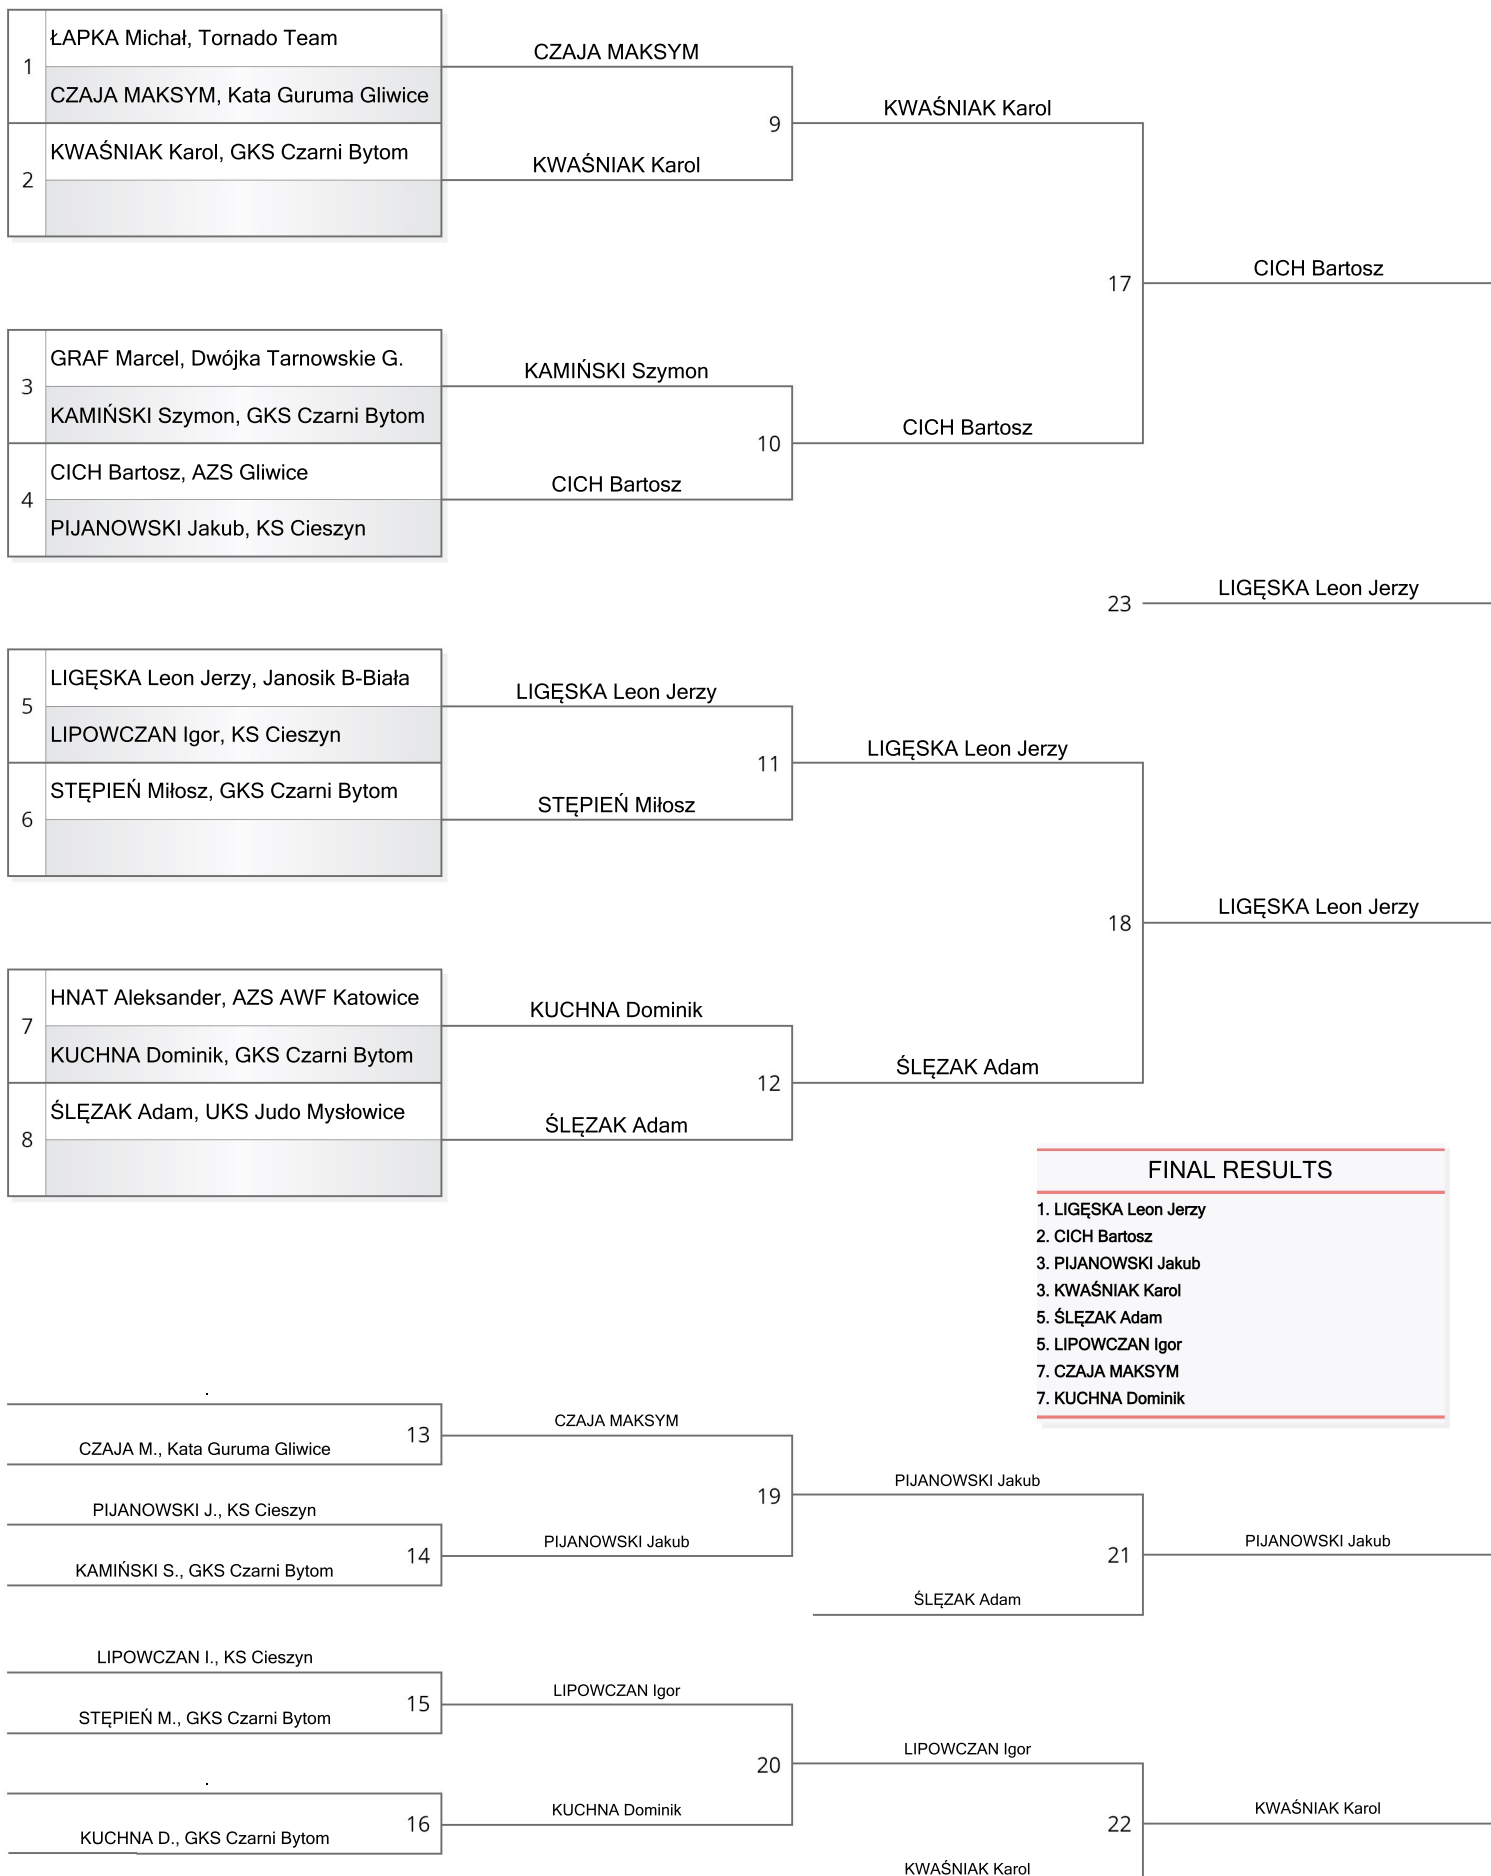 1
ŁAPKA Michał, Tornado Team
CZAJA MAKSYM, Kata Guruma Gliwice
2
KWAŚNIAK Karol, GKS Czarni Bytom
CZAJA MAKSYM
KWAŚNIAK Karol
9
KWAŚNIAK Karol
3
GRAF Marcel, Dwójka Tarnowskie G.
KAMIŃSKI Szymon, GKS Czarni Bytom
4
CICH Bartosz, AZS Gliwice
PIJANOWSKI Jakub, KS Cieszyn
KAMIŃSKI Szymon
CICH Bartosz
10
CICH Bartosz
17
CICH Bartosz
23
LIGĘSKA Leon Jerzy
5
LIGĘSKA Leon Jerzy, Janosik B-Biała
LIPOWCZAN Igor, KS Cieszyn
6
STĘPIEŃ Miłosz, GKS Czarni Bytom
LIGĘSKA Leon Jerzy
STĘPIEŃ Miłosz
11
LIGĘSKA Leon Jerzy
7
HNAT Aleksander, AZS AWF Katowice
KUCHNA Dominik, GKS Czarni Bytom
8
ŚLĘZAK Adam, UKS Judo Mysłowice
KUCHNA Dominik
ŚLĘZAK Adam
12
ŚLĘZAK Adam
18
LIGĘSKA Leon Jerzy
FINAL RESULTS
1. LIGĘSKA Leon Jerzy
2. CICH Bartosz
3. PIJANOWSKI Jakub
3. KWAŚNIAK Karol
5. ŚLĘZAK Adam
5. LIPOWCZAN Igor
7. CZAJA MAKSYM
7. KUCHNA Dominik
.
CZAJA M., Kata Guruma Gliwice
13
CZAJA MAKSYM
PIJANOWSKI J., KS Cieszyn
KAMIŃSKI S., GKS Czarni Bytom
14
PIJANOWSKI Jakub
19
PIJANOWSKI Jakub
ŚLĘZAK Adam
21
PIJANOWSKI Jakub
LIPOWCZAN I., KS Cieszyn
STĘPIEŃ M., GKS Czarni Bytom
15
LIPOWCZAN Igor
.
KUCHNA D., GKS Czarni Bytom
16
KUCHNA Dominik
20
LIPOWCZAN Igor
KWAŚNIAK Karol
22
KWAŚNIAK Karol